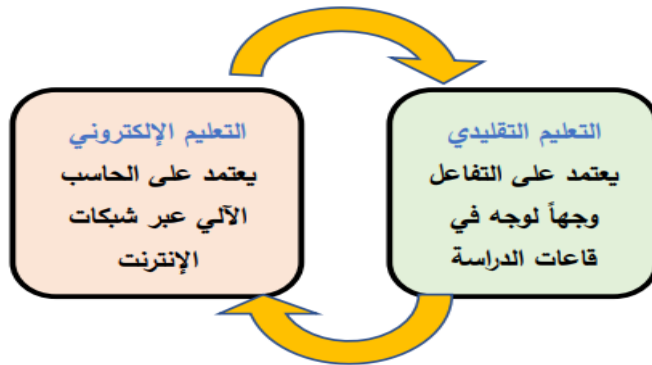 التعليم التقليدي
يعتمد على التفاعل
وجهاً لوجه في
قاعات الدراسة
التعليم الإلكتروني
يعتمد على الحاسب
الآلي عبر شبكات
الإنترنت